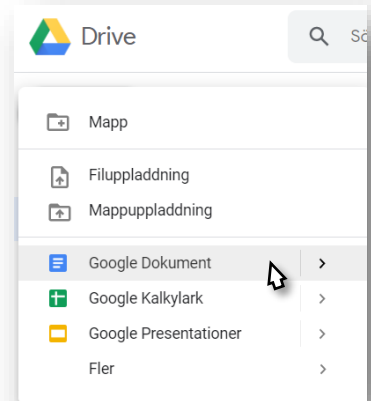 Drive
Sö
Mapp
Filuppladdning
Mappuppladdning
Google Dokument
Google Kalkylark
Google Presentationer
Fler